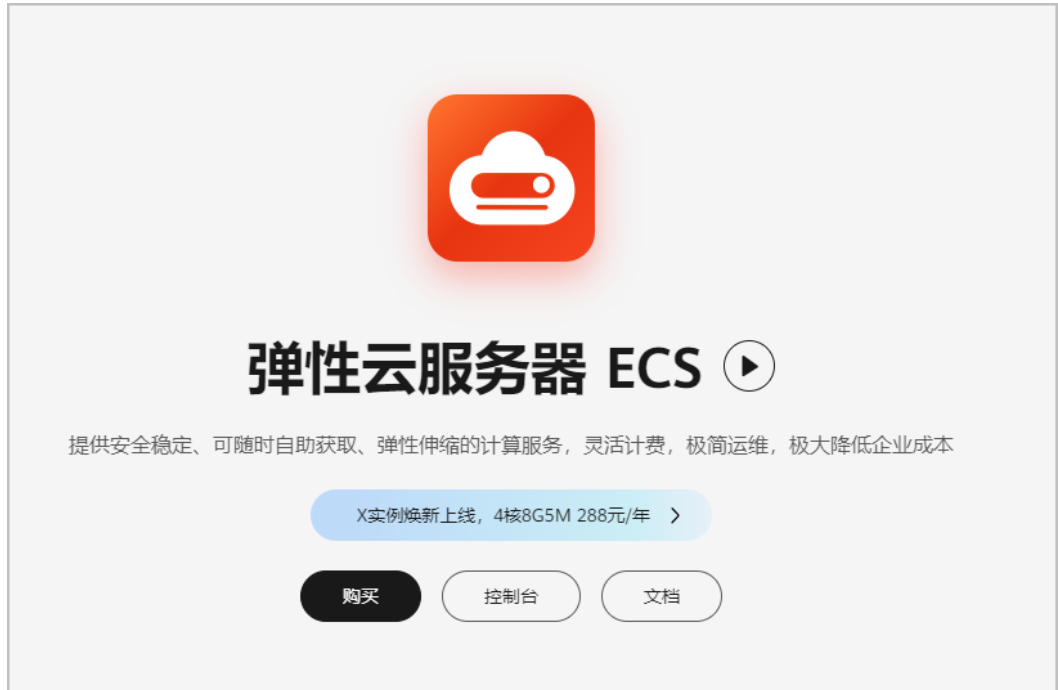 弹性云服务器 ECS
提供安全稳定、可随时自助获取、弹性伸缩的计算服务，灵活计费，极简运维，极大降低企业成本
X实例焕新上线，4核8G5M 288元/年
购买 控制台 文档